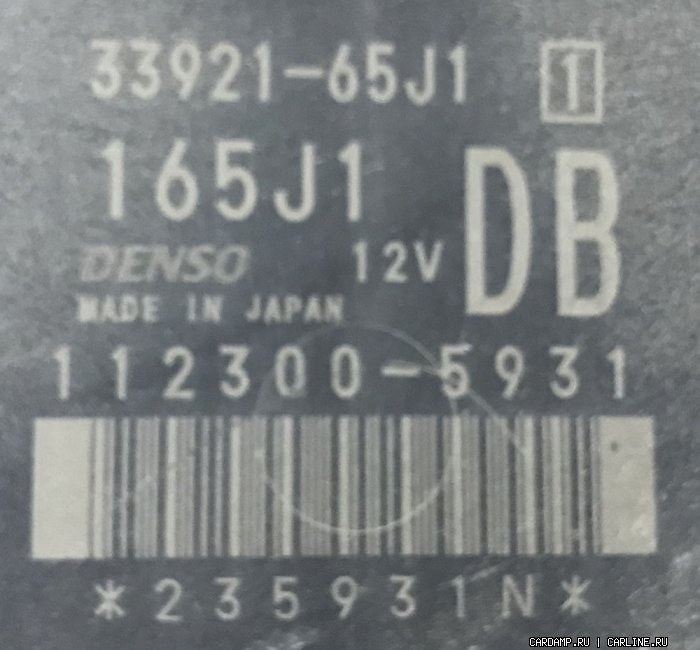 33921-65J1 1
165J1 DB
DENSO 12V
MADE IN JAPAN
112300-5931
*235931N*
CARDAMP.RU | CARLINE.RU